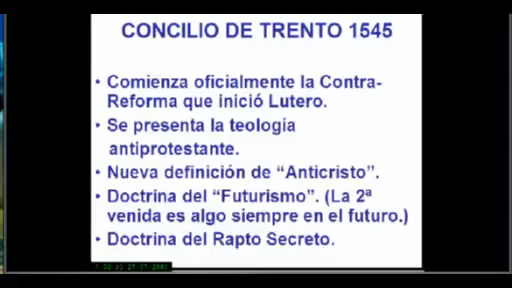 CONCILIO DE TRENTO 1545
• Comienza oficialmente la Contra-
Reforma que inició Lutero.
• Se presenta la teología
antiprotestante.
• Nueva definición de “Anticristo”.
• Doctrina del “Futurismo”. (La 2ª
venida es algo siempre en el futuro.)
• Doctrina del Rapto Secreto.